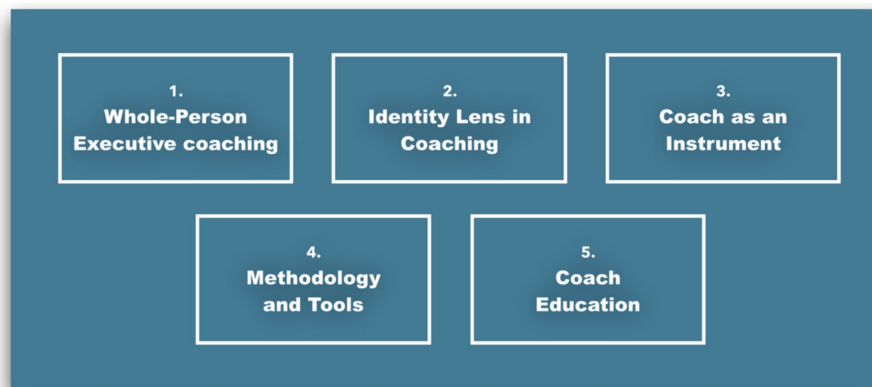 1.
Whole-Person
Executive coaching
2.
Identity Lens in
Coaching
3.
Coach as an
Instrument
4.
Methodology
and Tools
5.
Coach
Education